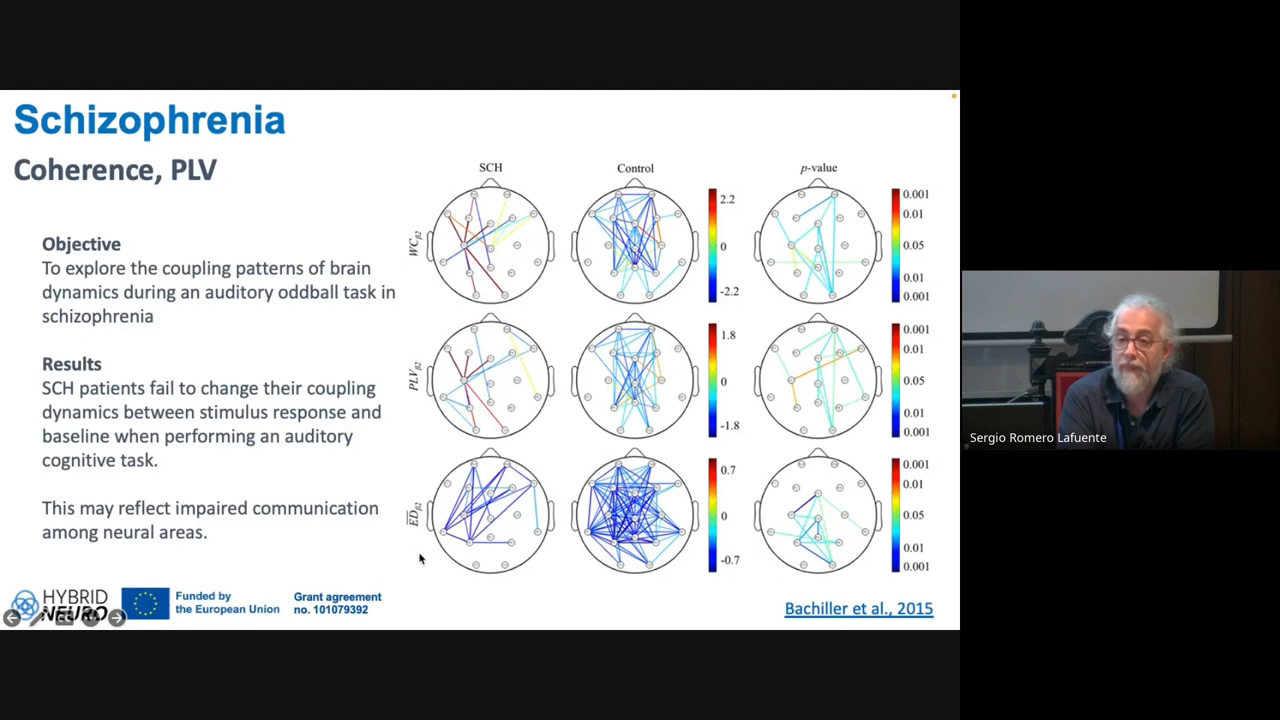 Schizophrenia
Coherence, PLV
Objective
To explore the coupling patterns of brain
dynamics during an auditory oddball task in
schizophrenia
Results
SCH patients fail to change their coupling
dynamics between stimulus response and
baseline when performing an auditory
cognitive task.
This may reflect impaired communication
among neural areas.
SCH Control p-value
WCβ2
2.2
0
-2.2
0.001
0.01
0.05
0.01
0.001
PLVβ2
1.8
0
-1.8
0.001
0.01
0.05
0.01
0.001
EDβ2
0.7
0
-0.7
0.001
0.01
0.05
0.01
0.001
HYBRID
NEURO
Funded by
the European Union
Grant agreement
no. 101079392
Bachiller et al., 2015
Sergio Romero Lafuente